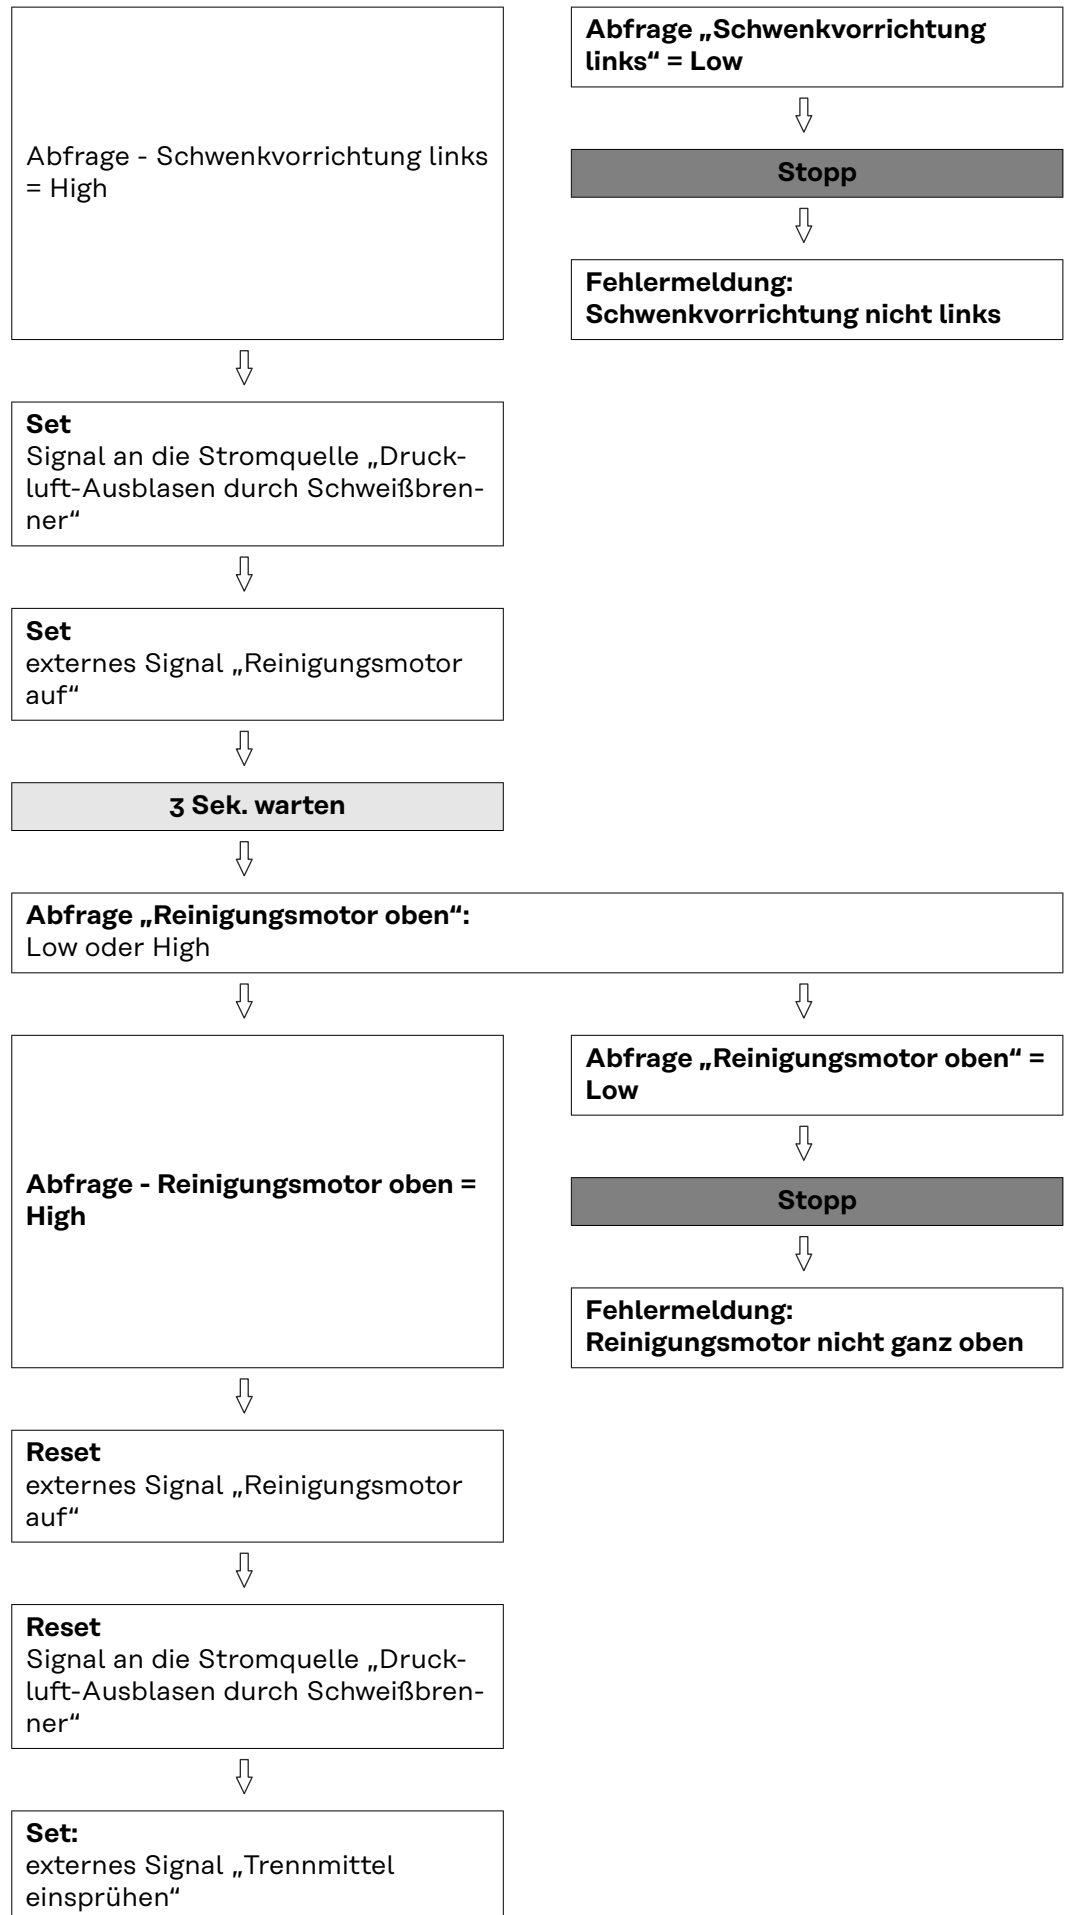 Abfrage - Schwenkvorrichtung links
= High
Abfrage „Schwenkvorrichtung
links“ = Low
Stopp
Fehlermeldung:
Schwenkvorrichtung nicht links
Set
Signal an die Stromquelle „Druck-
luft-Ausblasen durch Schweißbren-
ner“
Set
externes Signal „Reinigungsmotor
auf“
3 Sek. warten
Abfrage „Reinigungsmotor oben“:
Low oder High
Abfrage - Reinigungsmotor oben =
High
Abfrage „Reinigungsmotor oben“ =
Low
Stopp
Fehlermeldung:
Reinigungsmotor nicht ganz oben
Reset
externes Signal „Reinigungsmotor
auf“
Reset
Signal an die Stromquelle „Druck-
luft-Ausblasen durch Schweißbren-
ner“
Set:
externes Signal „Trennmittel
einsprühen“